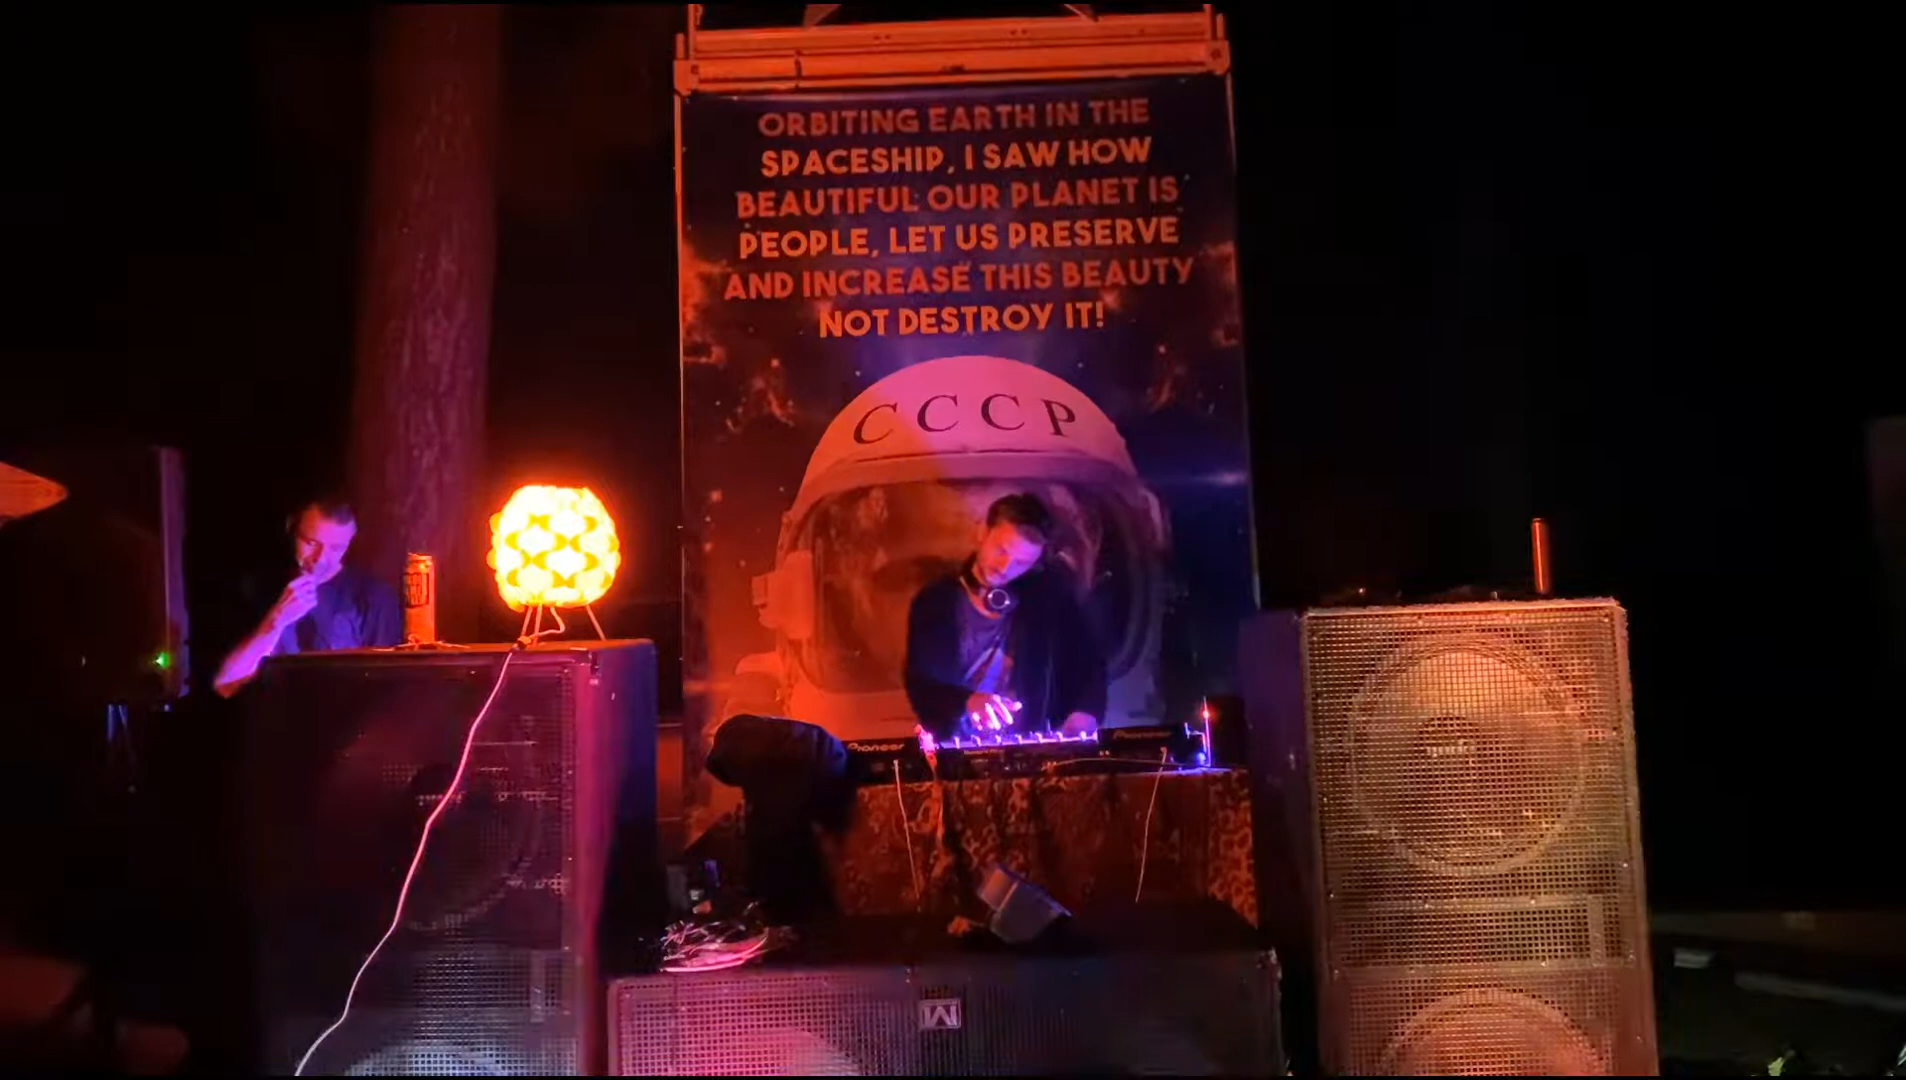 ORBITING EARTH IN THE
SPACESHIP, I SAW HOW
BEAUTIFUL OUR PLANET IS
PEOPLE, LET US PRESERVE
AND INCREASE THIS BEAUTY
NOT DESTROY IT!
CCCP
Pioneer
Pioneer
M